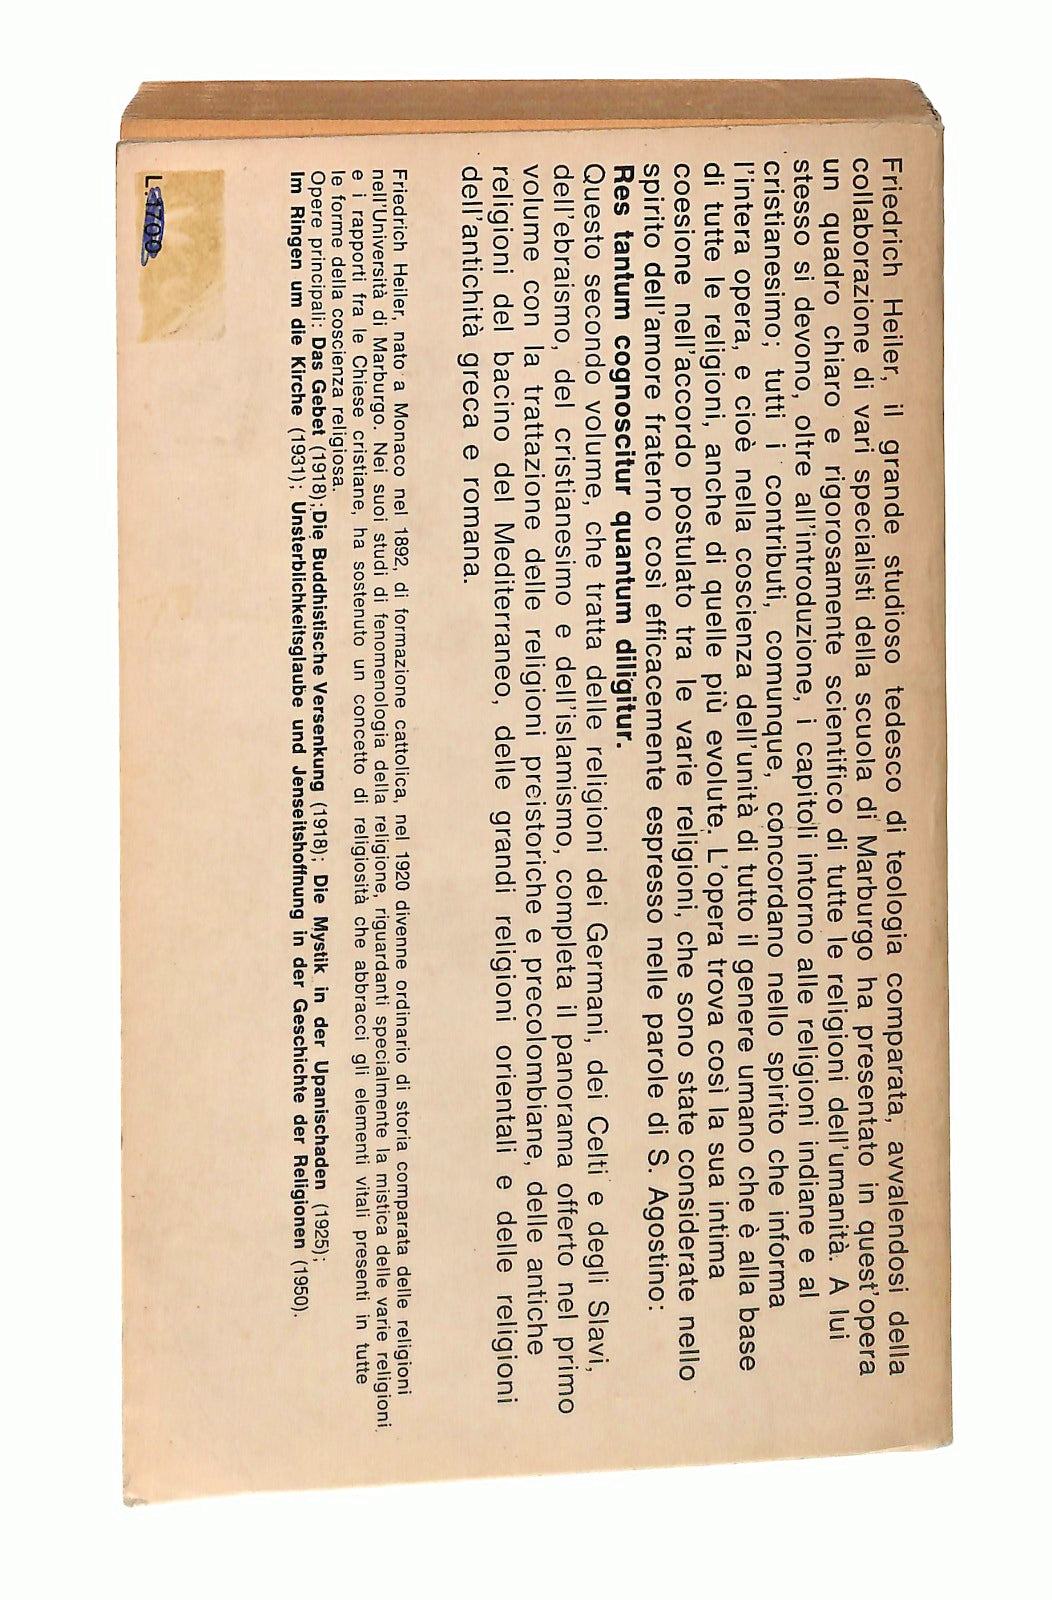 Friedrich Heiler, il grande studioso tedesco di teologia comparata, avvalendosi della
collaborazione di vari specialisti della scuola di Marburgo ha presentato in quest'opera
un quadro chiaro e rigorosamente scientifico di tutte le religioni dell'umanità. A lui
stesso si devono, oltre all'introduzione, i capitoli intorno alle religioni indiane e al
cristianesimo; tutti i contributi, comunque, concordano nello spirito che informa
l'intera opera, e cioè nella coscienza dell'unità di tutto il genere umano che è alla base
di tutte le religioni, anche di quelle più evolute. L'opera trova così la sua intima
coesione nell'accordo postulato tra le varie religioni, che sono state considerate nello
spirito dell'amore fraterno così efficacemente espresso nelle parole di S. Agostino:
Res tantum cognoscitur quantum diligitur.
Questo secondo volume, che tratta delle religioni dei Germani, dei Celti e degli Slavi,
dell'ebraismo, del cristianesimo e dell'islamismo, completa il panorama offerto nel primo
volume con la trattazione delle religioni preistoriche e precolombiane, delle antiche
religioni del bacino del Mediterraneo, delle grandi religioni orientali e delle religioni
dell'antichità greca e romana.
Friedrich Heiler, nato a Monaco nel 1892, di formazione cattolica, nel 1920 divenne ordinario di storia comparata delle religioni
nell'Università di Marburgo. Nei suoi studi di fenomenologia della religione, riguardanti specialmente la mistica delle varie religioni
e i rapporti fra le Chiese cristiane, ha sostenuto un concetto di religiosità che abbracci gli elementi vitali presenti in tutte
le forme della coscienza religiosa.
Opere principali: Das Gebet (1918); Die Buddhistische Versenkung (1918); Die Mystik in der Upanischaden (1925);
Im Ringen um die Kirche (1931); Unsterblichkeitsglaube und Jenseitshoffnung in der Geschichte der Religionen (1950).
L. 1700